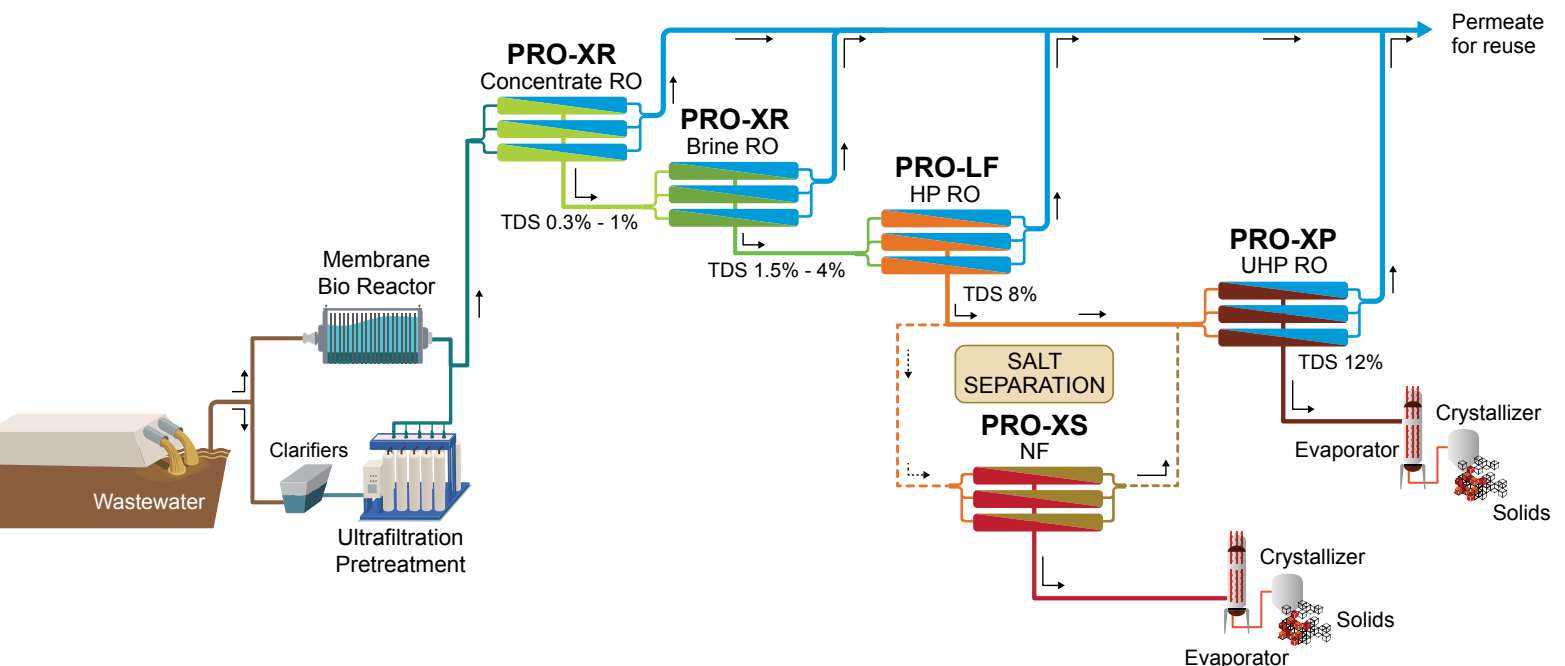 Permeate
for reuse
PRO-XR
Concentrate RO
PRO-XR
Brine RO
PRO-LF
HP RO
TDS 0.3% - 1%
PRO-XP
UHP RO
Membrane
Bio Reactor
TDS 1.5% - 4%
TDS 8%
SALT
SEPARATION
TDS 12%
PRO-XS
NF
Crystallizer
Evaporator
Clarifiers
Wastewater
Solids
Ultrafiltration
Pretreatment
Crystallizer
Solids
Evaporator